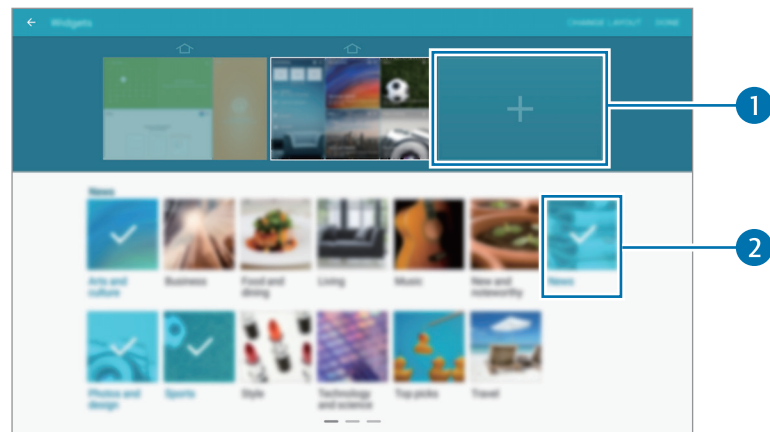 Widgets
CHANGE LAYOUT DONE
1
News
2
Arts and
culture
Business
Food and
dining
Living
Music
New and
noteworthy
News
Photos and
design
Sports
Style
Technology
and science
Top picks
Travel